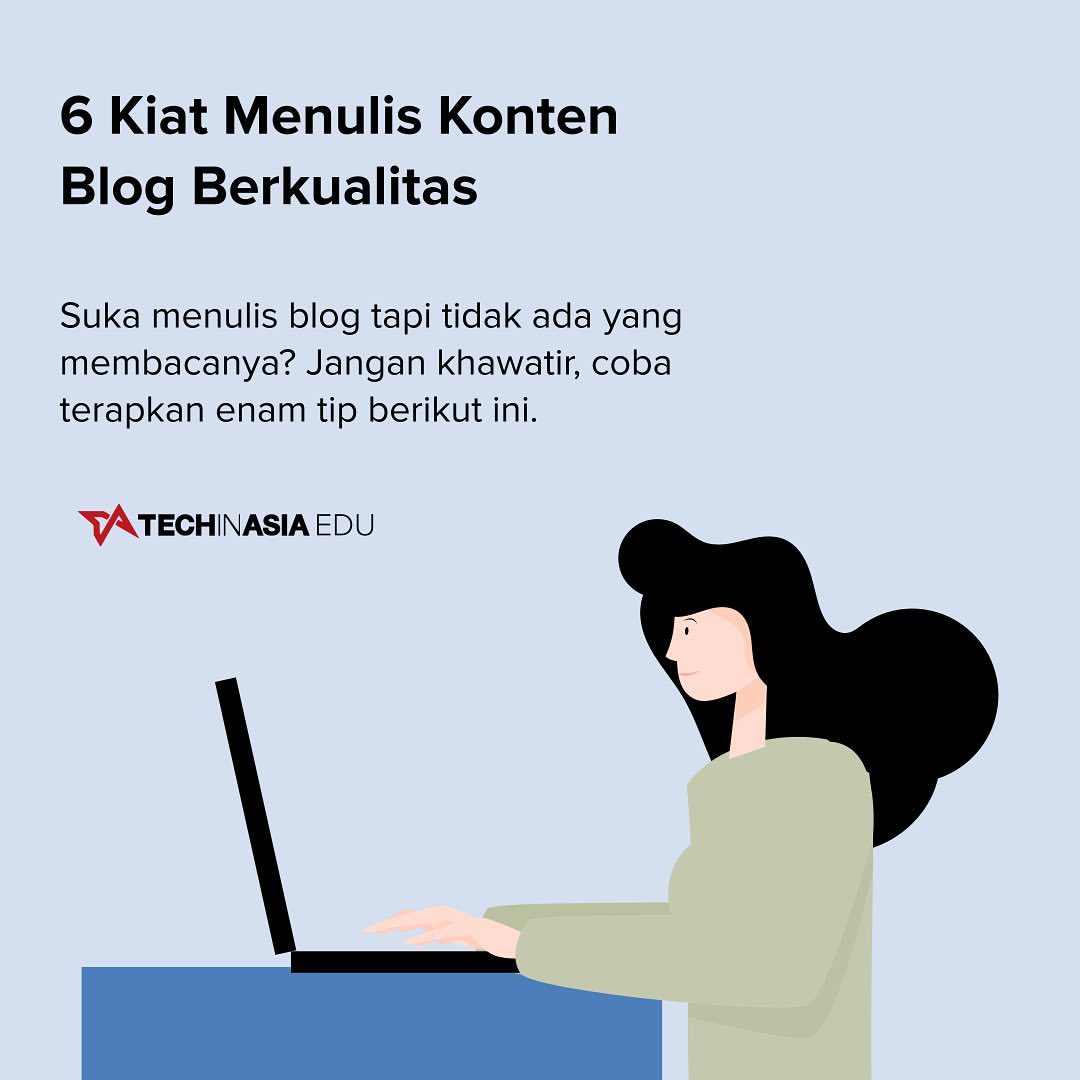 6 Kiat Menulis Konten
Blog Berkualitas
Suka menulis blog tapi tidak ada yang
membacanya? Jangan khawatir, coba
terapkan enam tip berikut ini.
TECHINASIA EDU